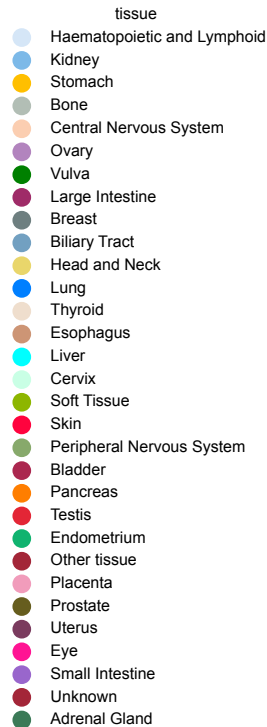 tissue
Haematopoietic and Lymphoid
Kidney
Stomach
Bone
Central Nervous System
Ovary
Vulva
Large Intestine
Breast
Biliary Tract
Head and Neck
Lung
Thyroid
Esophagus
Liver
Cervix
Soft Tissue
Skin
Peripheral Nervous System
Bladder
Pancreas
Testis
Endometrium
Other tissue
Placenta
Prostate
Uterus
Eye
Small Intestine
Unknown
Adrenal Gland